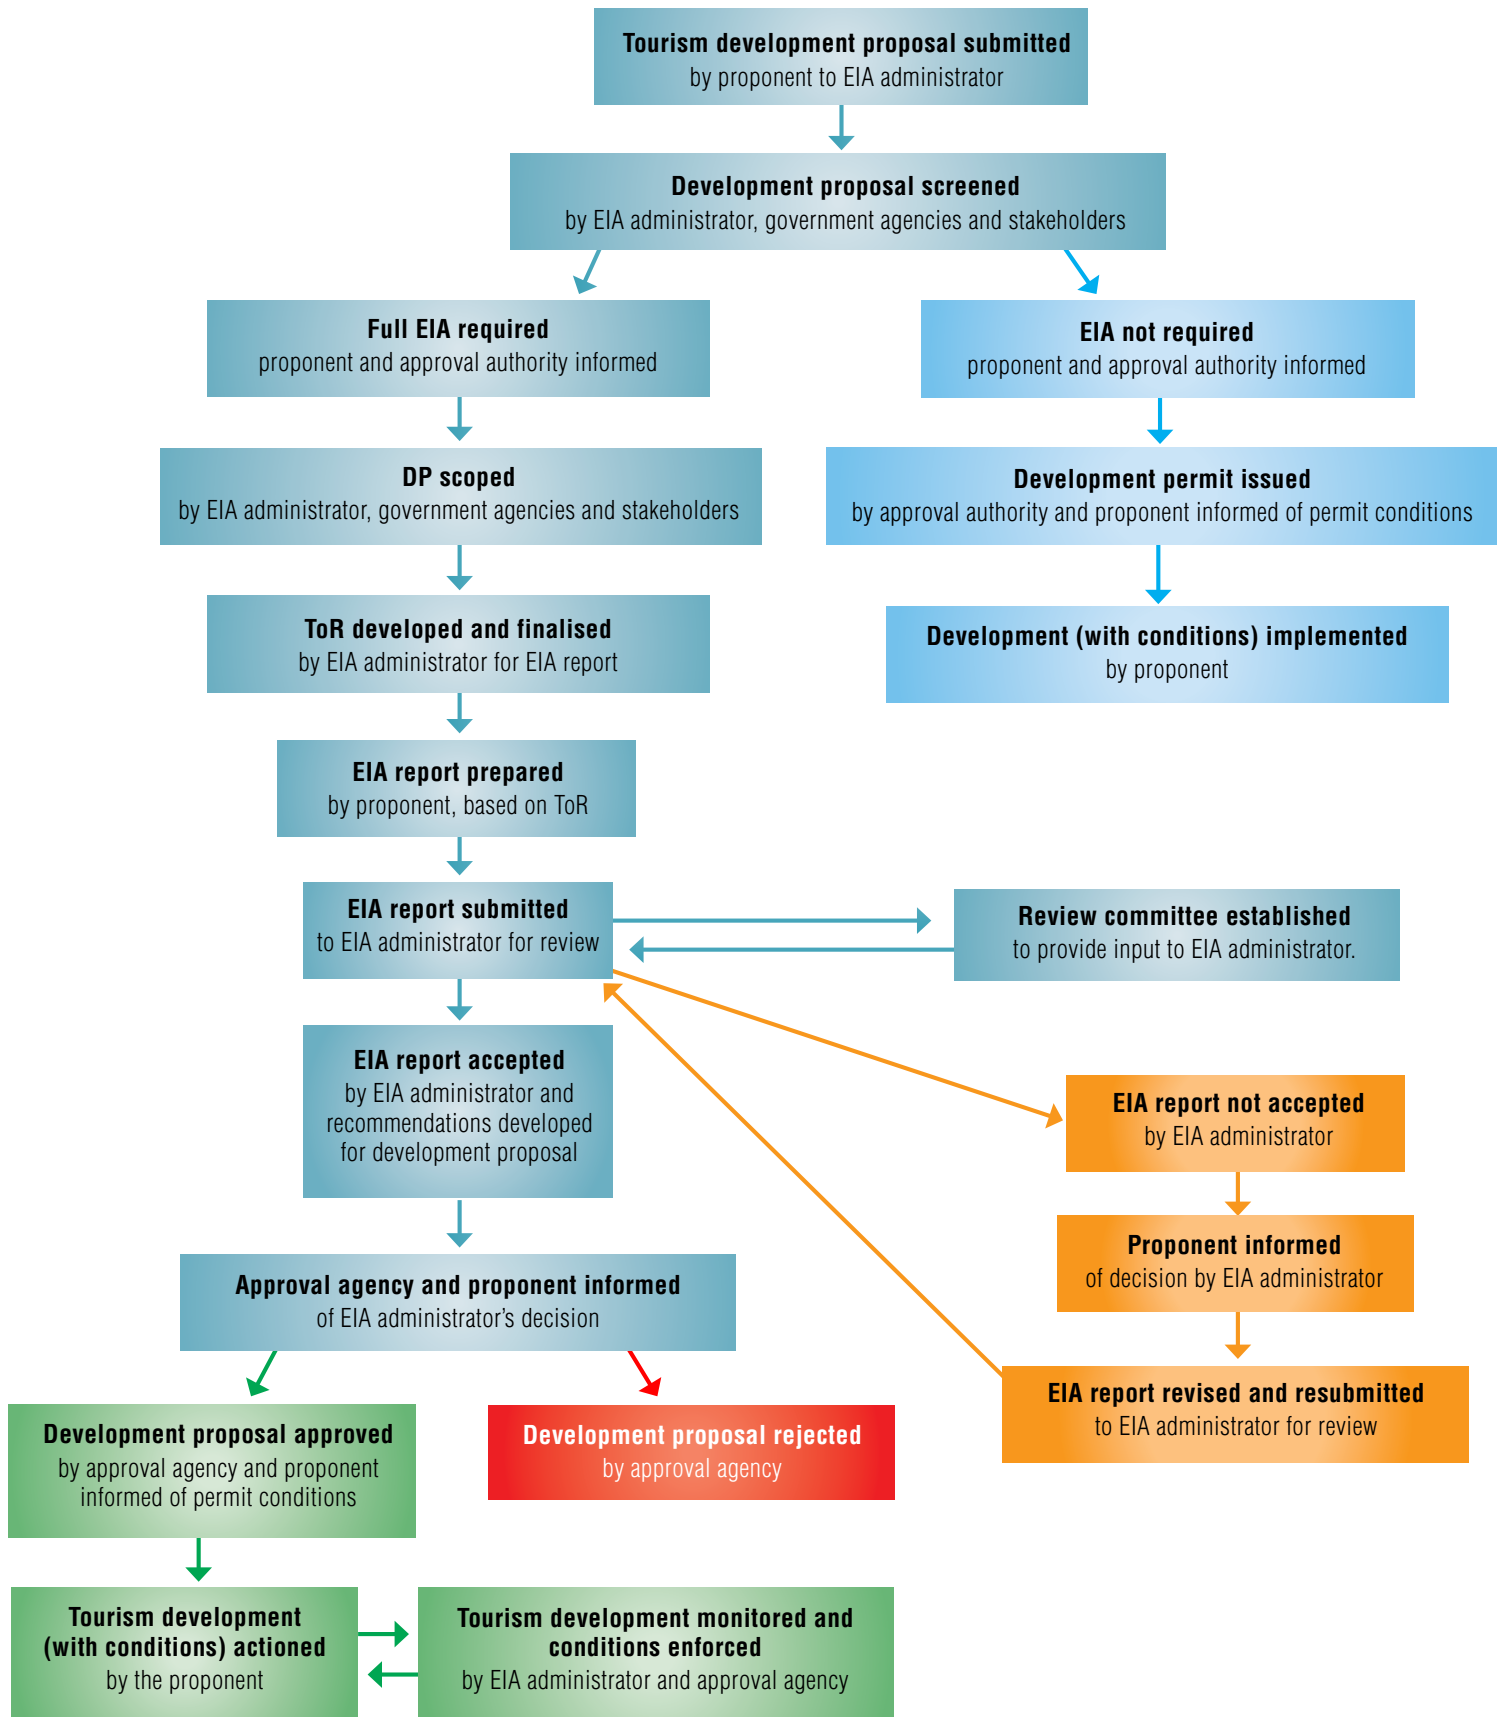 Tourism development proposal submitted
by proponent to EIA administrator
Development proposal screened
by EIA administrator, government agencies and stakeholders
Full EIA required
proponent and approval authority informed
EIA not required
proponent and approval authority informed
DP scoped
by EIA administrator, government agencies and stakeholders
Development permit issued
by approval authority and proponent informed of permit conditions
ToR developed and finalised
by EIA administrator for EIA report
Development (with conditions) implemented
by proponent
EIA report prepared
by proponent, based on ToR
EIA report submitted
to EIA administrator for review
Review committee established
to provide input to EIA administrator.
EIA report accepted
by EIA administrator and
recommendations developed
for development proposal
EIA report not accepted
by EIA administrator
Proponent informed
of decision by EIA administrator
Approval agency and proponent informed
of EIA administrator's decision
EIA report revised and resubmitted
to EIA administrator for review
Development proposal approved
by approval agency and proponent
informed of permit conditions
Development proposal rejected
by approval agency
Tourism development
(with conditions) actioned
by the proponent
Tourism development monitored and
conditions enforced
by EIA administrator and approval agency